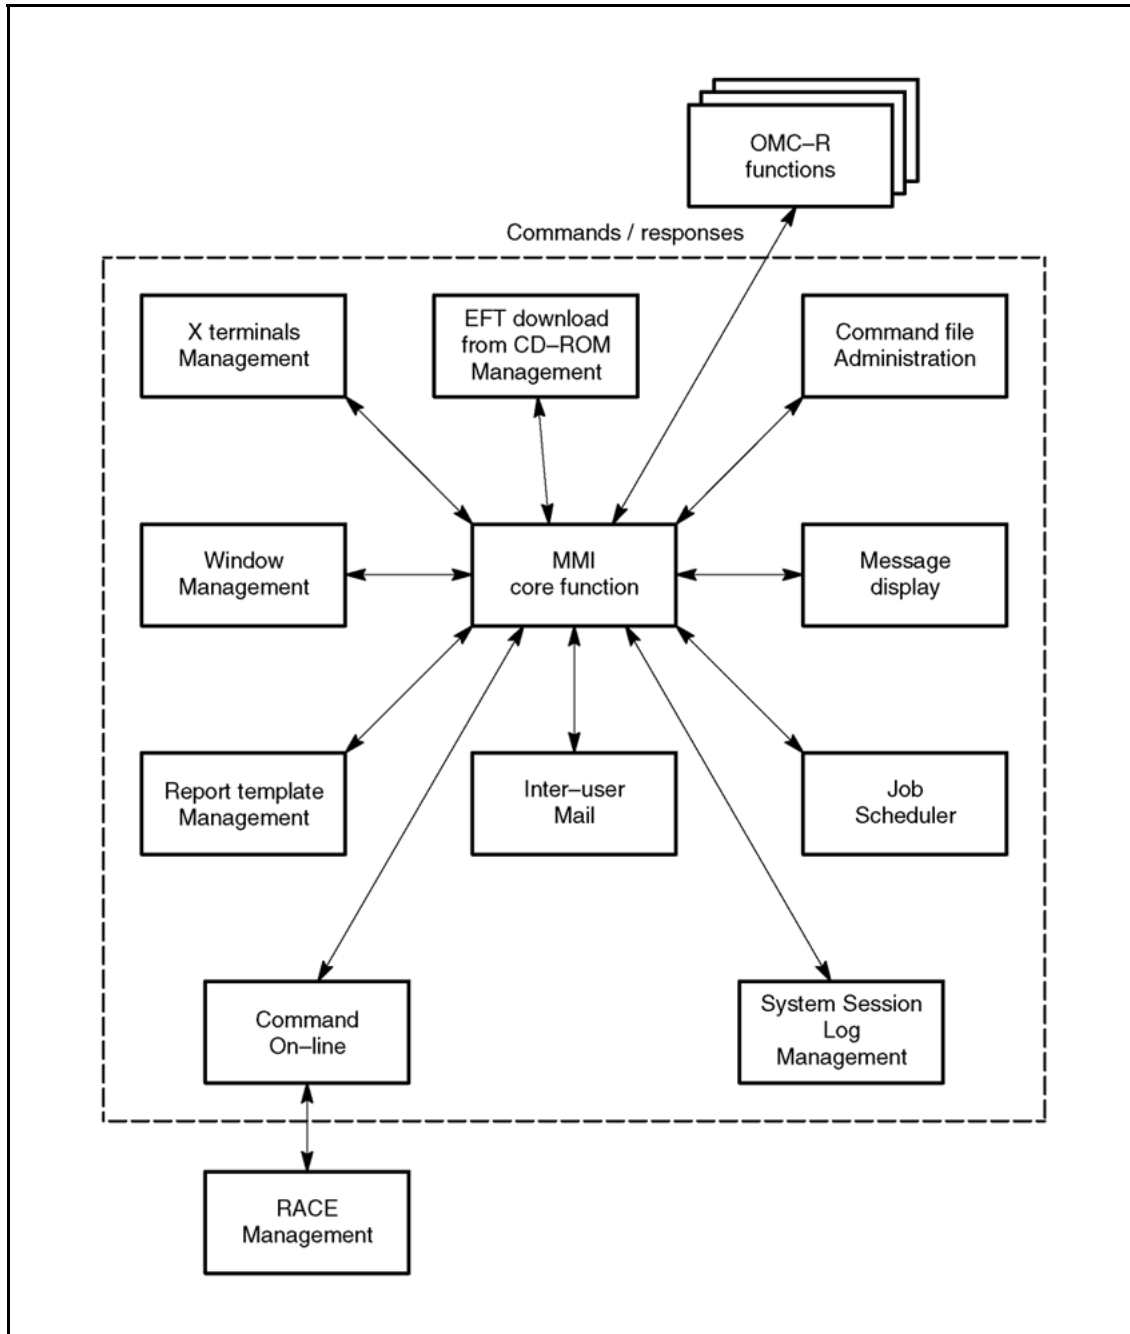 OMC–R
functions
Commands / responses
X terminals
Management
EFT download
from CD–ROM
Management
Command file
Administration
Window
Management
MMI
core function
Message
display
Report template
Management
Inter–user
Mail
Job
Scheduler
Command
On–line
System Session
Log
Management
RACE
Management